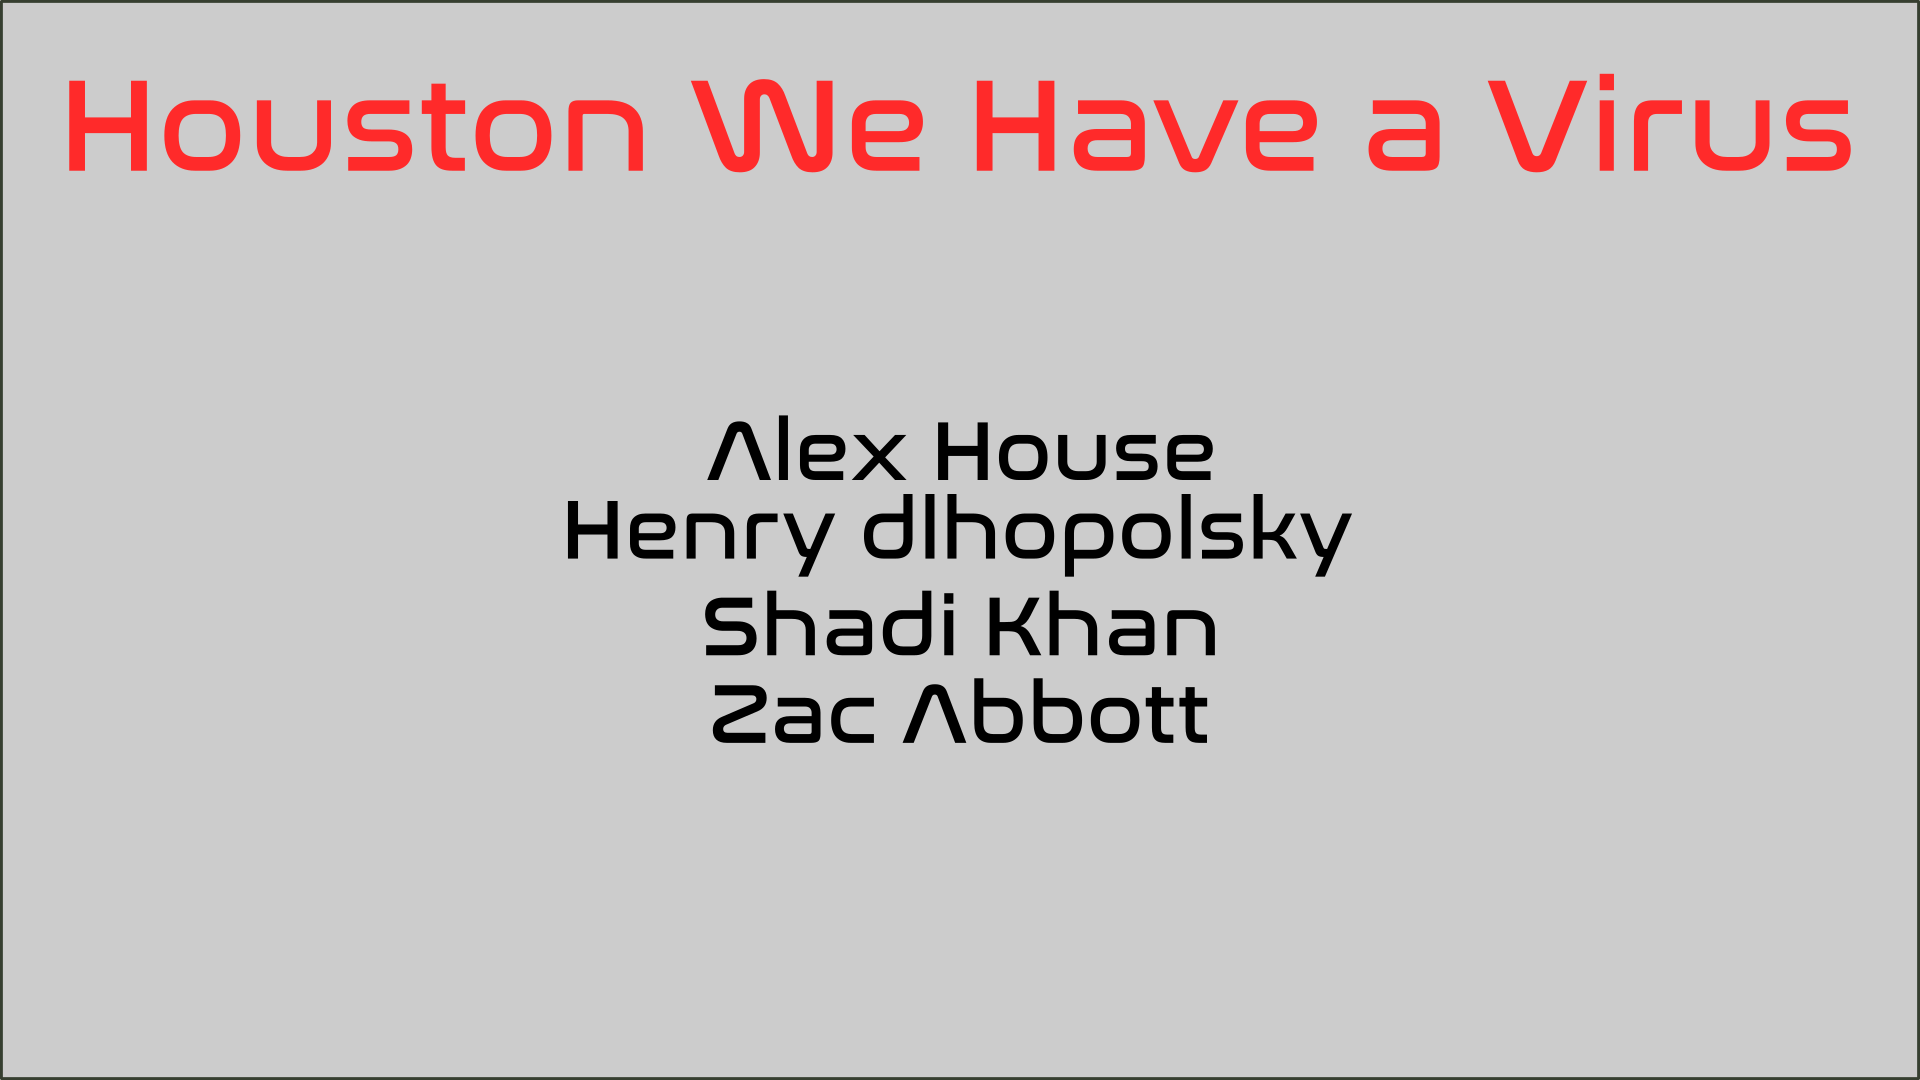 Houston We Have a Virus
Alex House
Henry dlhopolsky
Shadi Khan
Zac Abbott